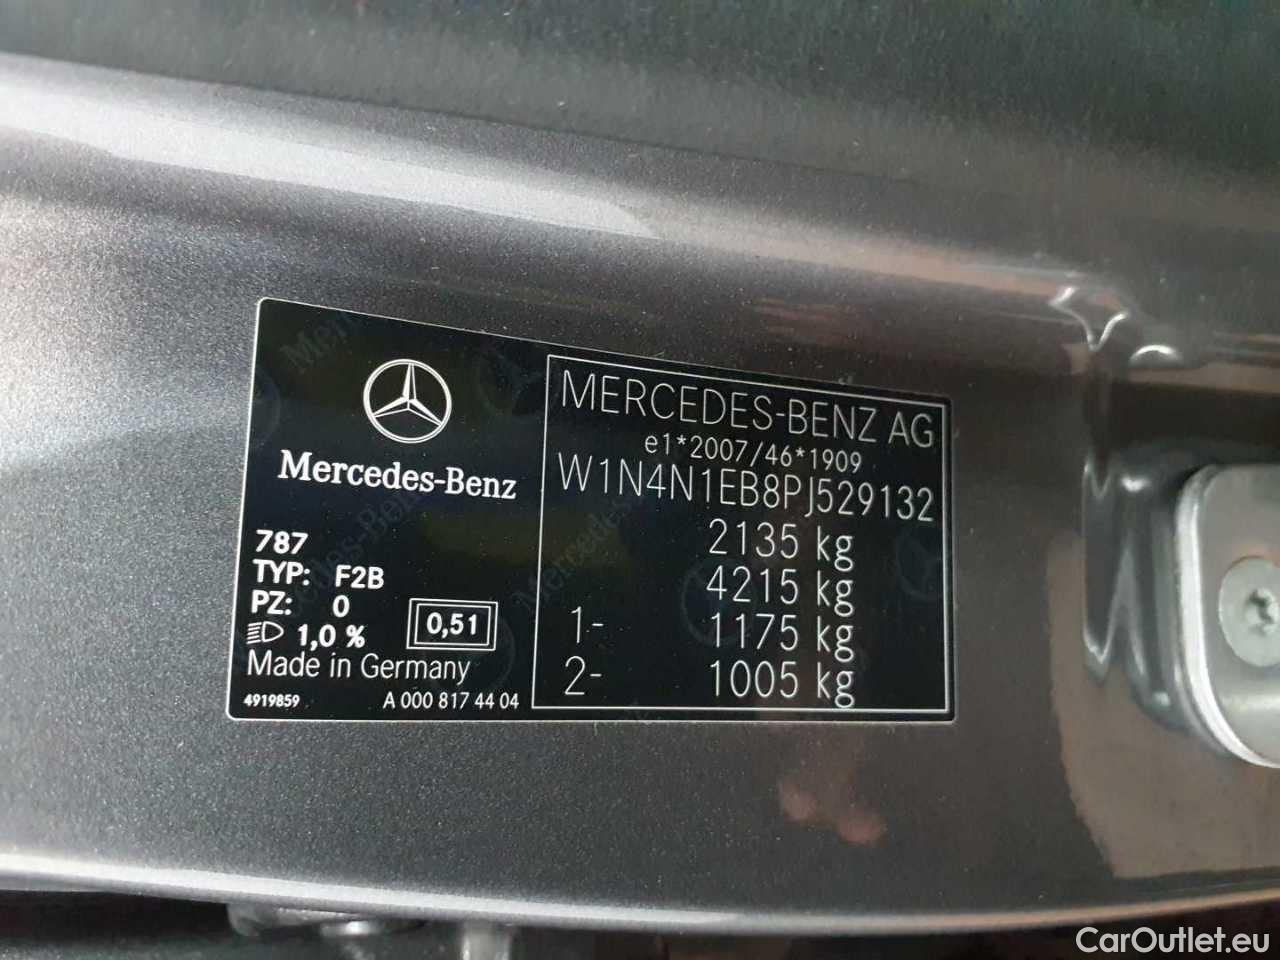 Mercedes-Benz
787
TYP: F2B
PZ: 0
1,0 %
0,51
Made in Germany
4919859 A 000 817 44 04
MERCEDES-BENZ AG
e1*2007/46*1909
W1N4N1EB8PJ529132
2135 kg
4215 kg
1- 1175 kg
2- 1005 kg
CarOutlet.eu